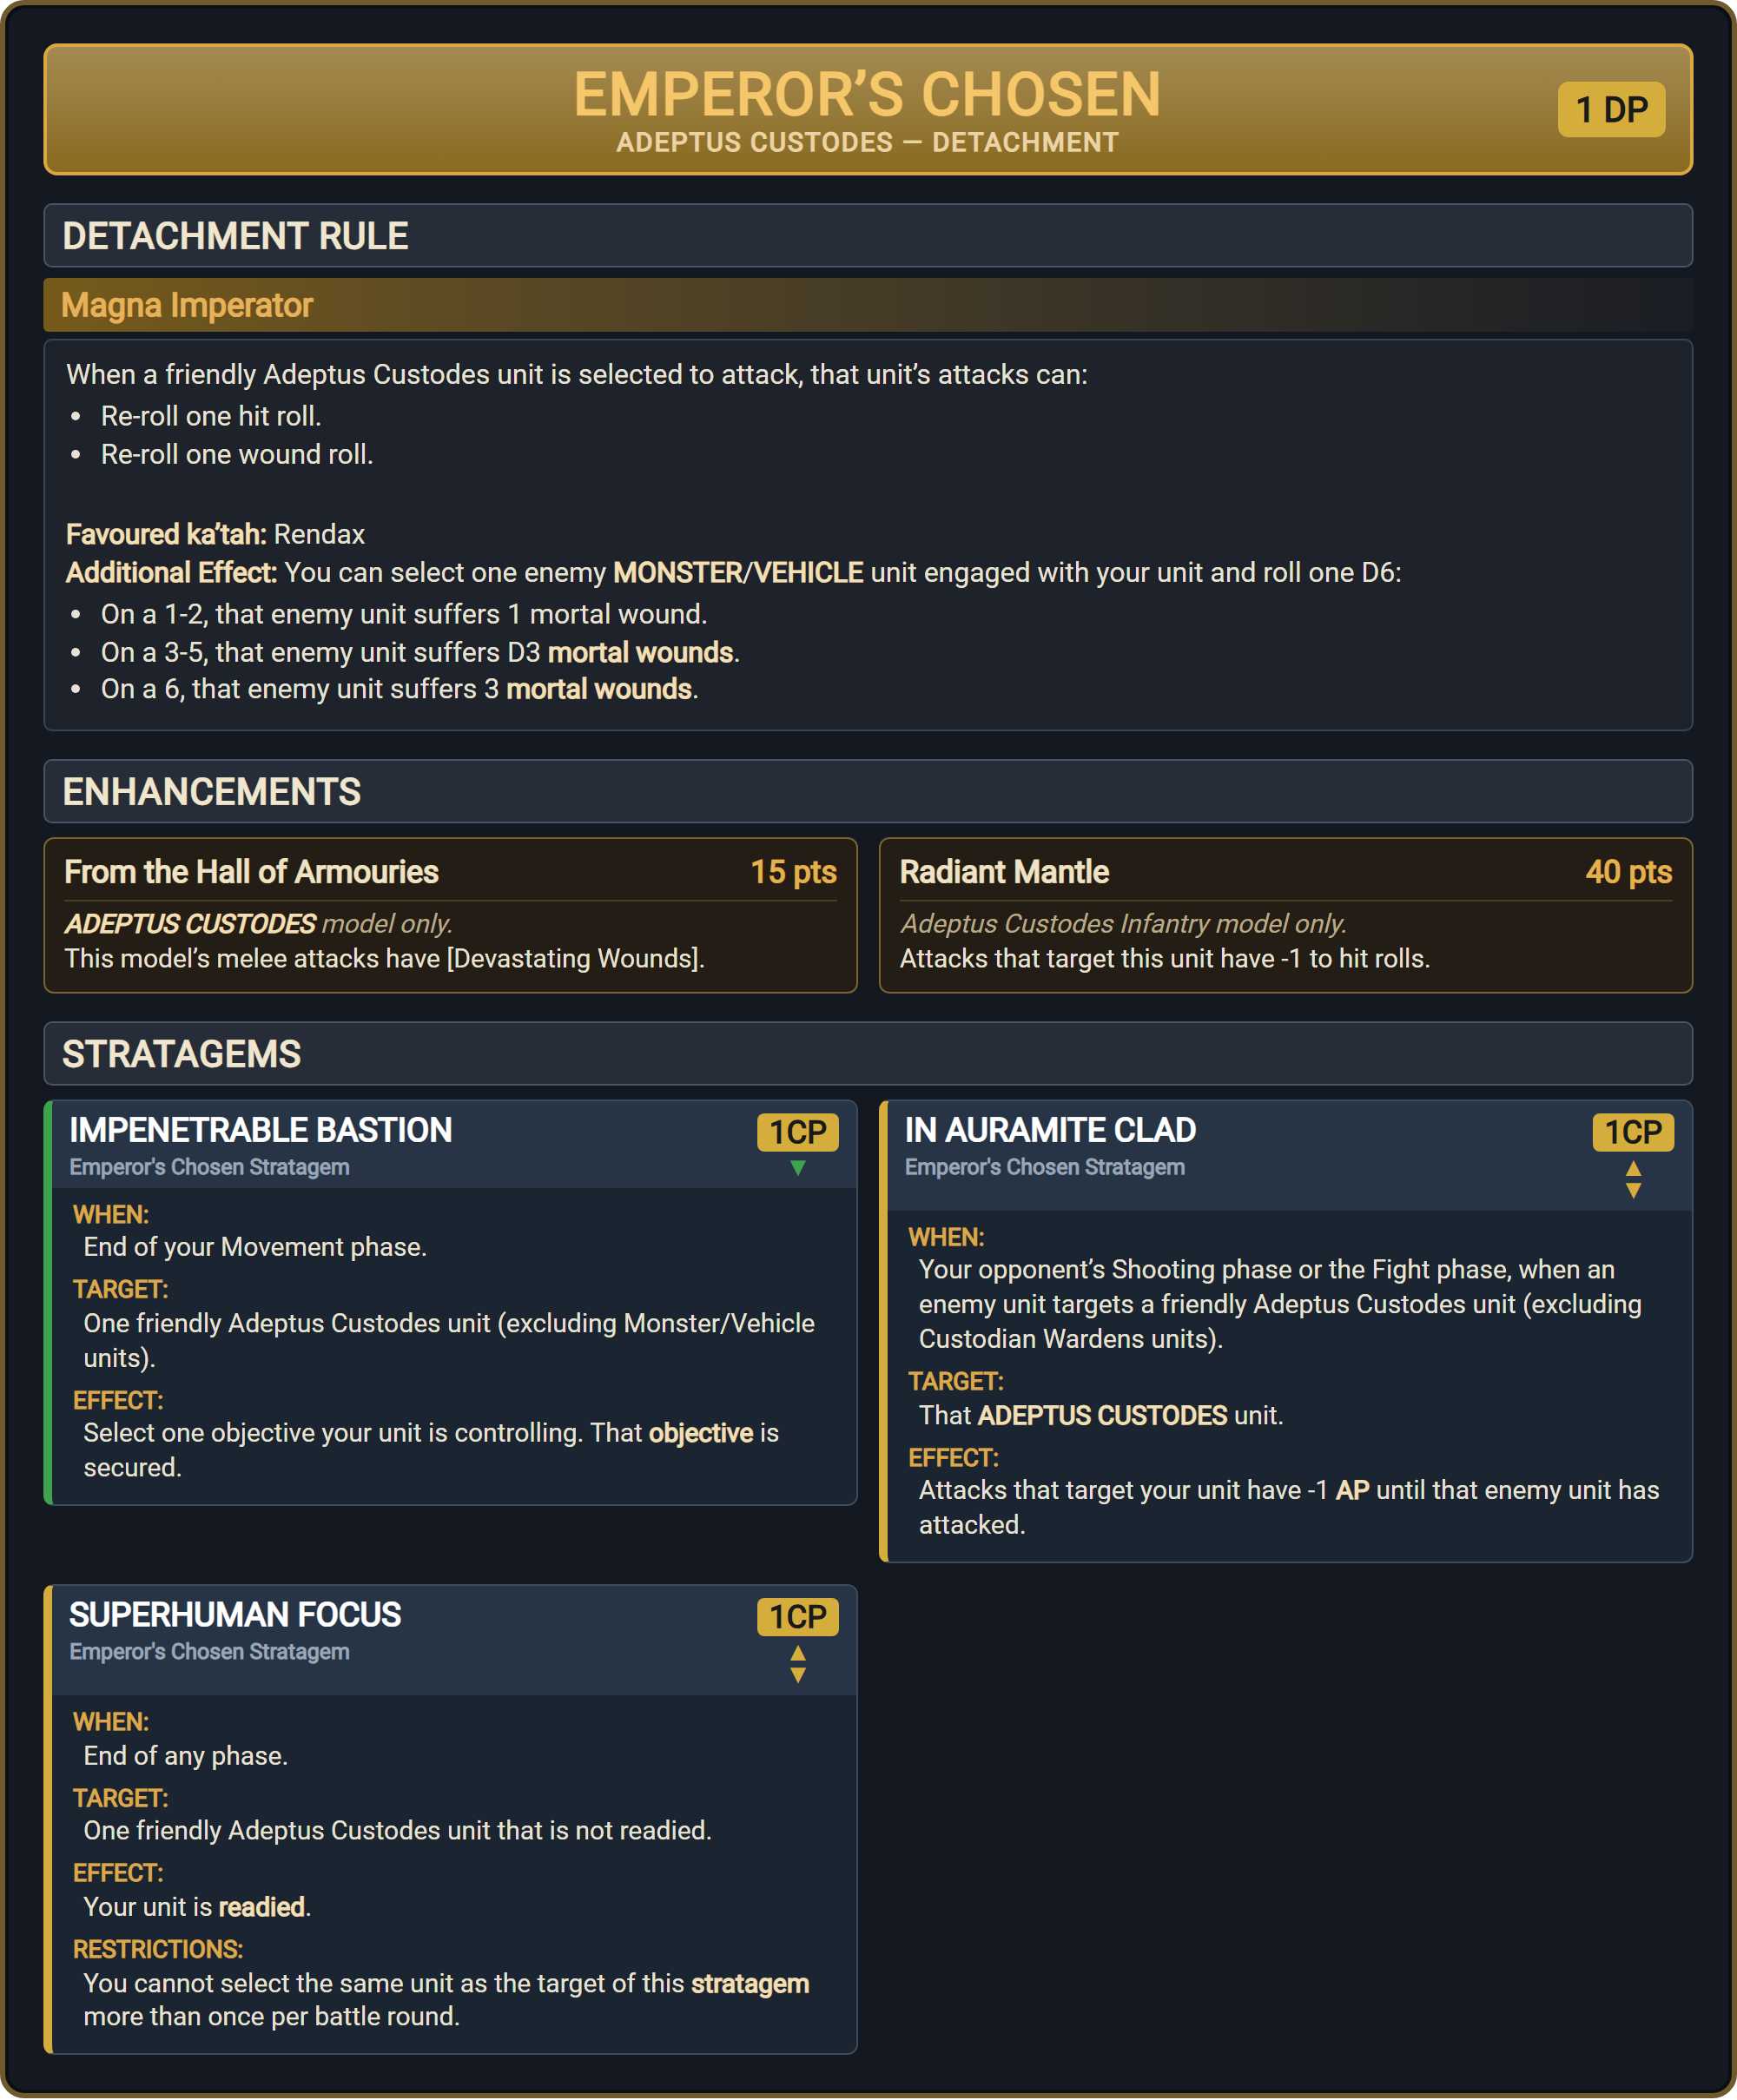 EMPEROR’S CHOSEN
ADEPTUS CUSTODES — DETACHMENT
1 DP
DETACHMENT RULE
Magna Imperator
When a friendly Adeptus Custodes unit is selected to attack, that unit’s attacks can:
• Re-roll one hit roll.
• Re-roll one wound roll.
Favoured ka’tah: Rendax
Additional Effect: You can select one enemy MONSTER/VEHICLE unit engaged with your unit and roll one D6:
• On a 1-2, that enemy unit suffers 1 mortal wound.
• On a 3-5, that enemy unit suffers D3 mortal wounds.
• On a 6, that enemy unit suffers 3 mortal wounds.
ENHANCEMENTS
From the Hall of Armouries 15 pts
ADEPTUS CUSTODES model only.
This model’s melee attacks have [Devastating Wounds].
Radiant Mantle 40 pts
Adeptus Custodes Infantry model only.
Attacks that target this unit have -1 to hit rolls.
STRATAGEMS
IMPENETRABLE BASTION 1CP
Emperor's Chosen Stratagem ▼
WHEN:
End of your Movement phase.
TARGET:
One friendly Adeptus Custodes unit (excluding Monster/Vehicle
units).
EFFECT:
Select one objective your unit is controlling. That objective is
secured.
IN AURAMITE CLAD 1CP
Emperor's Chosen Stratagem ▲
▼
WHEN:
Your opponent’s Shooting phase or the Fight phase, when an
enemy unit targets a friendly Adeptus Custodes unit (excluding
Custodian Wardens units).
TARGET:
That ADEPTUS CUSTODES unit.
EFFECT:
Attacks that target your unit have -1 AP until that enemy unit has
attacked.
SUPERHUMAN FOCUS 1CP
Emperor's Chosen Stratagem ▲
▼
WHEN:
End of any phase.
TARGET:
One friendly Adeptus Custodes unit that is not readied.
EFFECT:
Your unit is readied.
RESTRICTIONS:
You cannot select the same unit as the target of this stratagem
more than once per battle round.